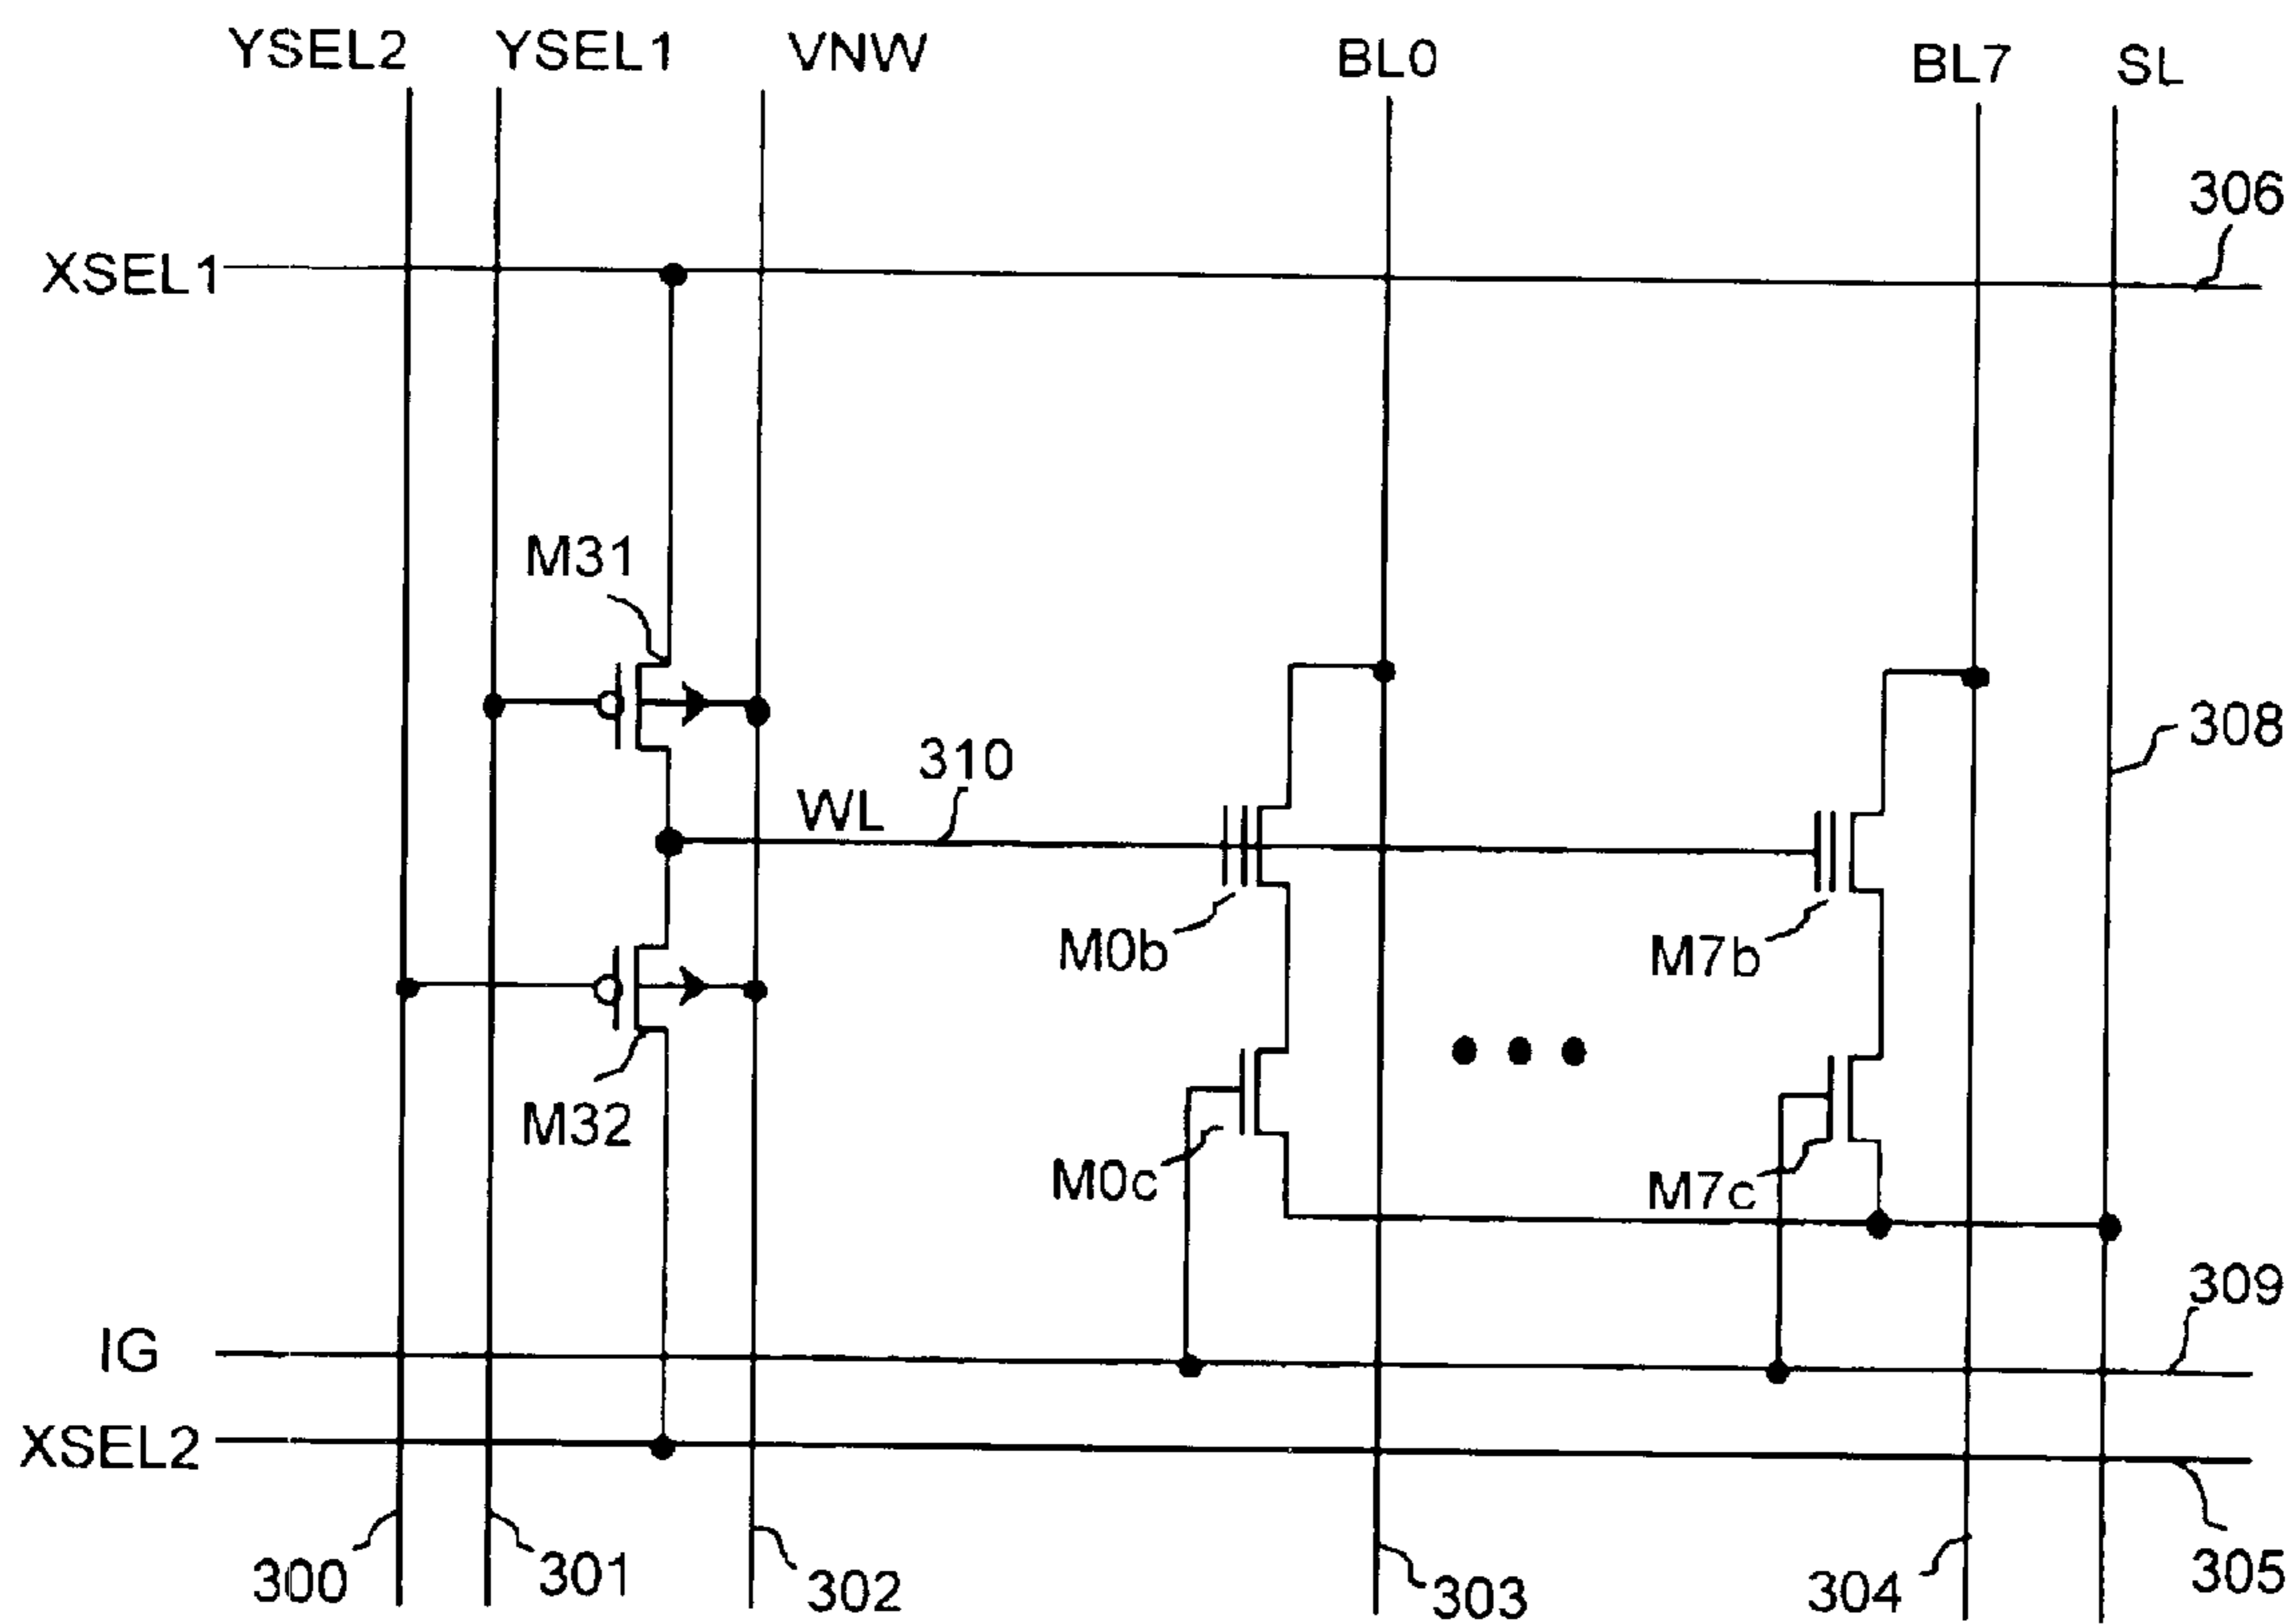 YSEL2 YSEL1 VNW BL0 BL7 SL
306
XSEL1
M31
308
310
WL
M0b M7b
M32
M0c M7c
309
IG
XSEL2
300 301 302 303 304 305